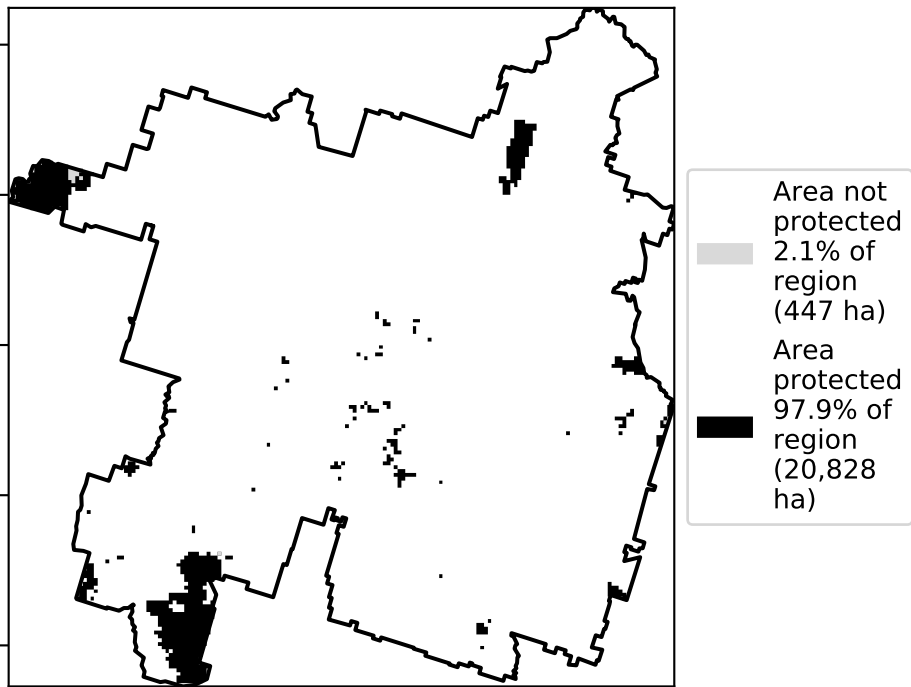 Area not
protected
2.1% of
region
(447 ha)
Area
protected
97.9% of
region
(20,828
ha)